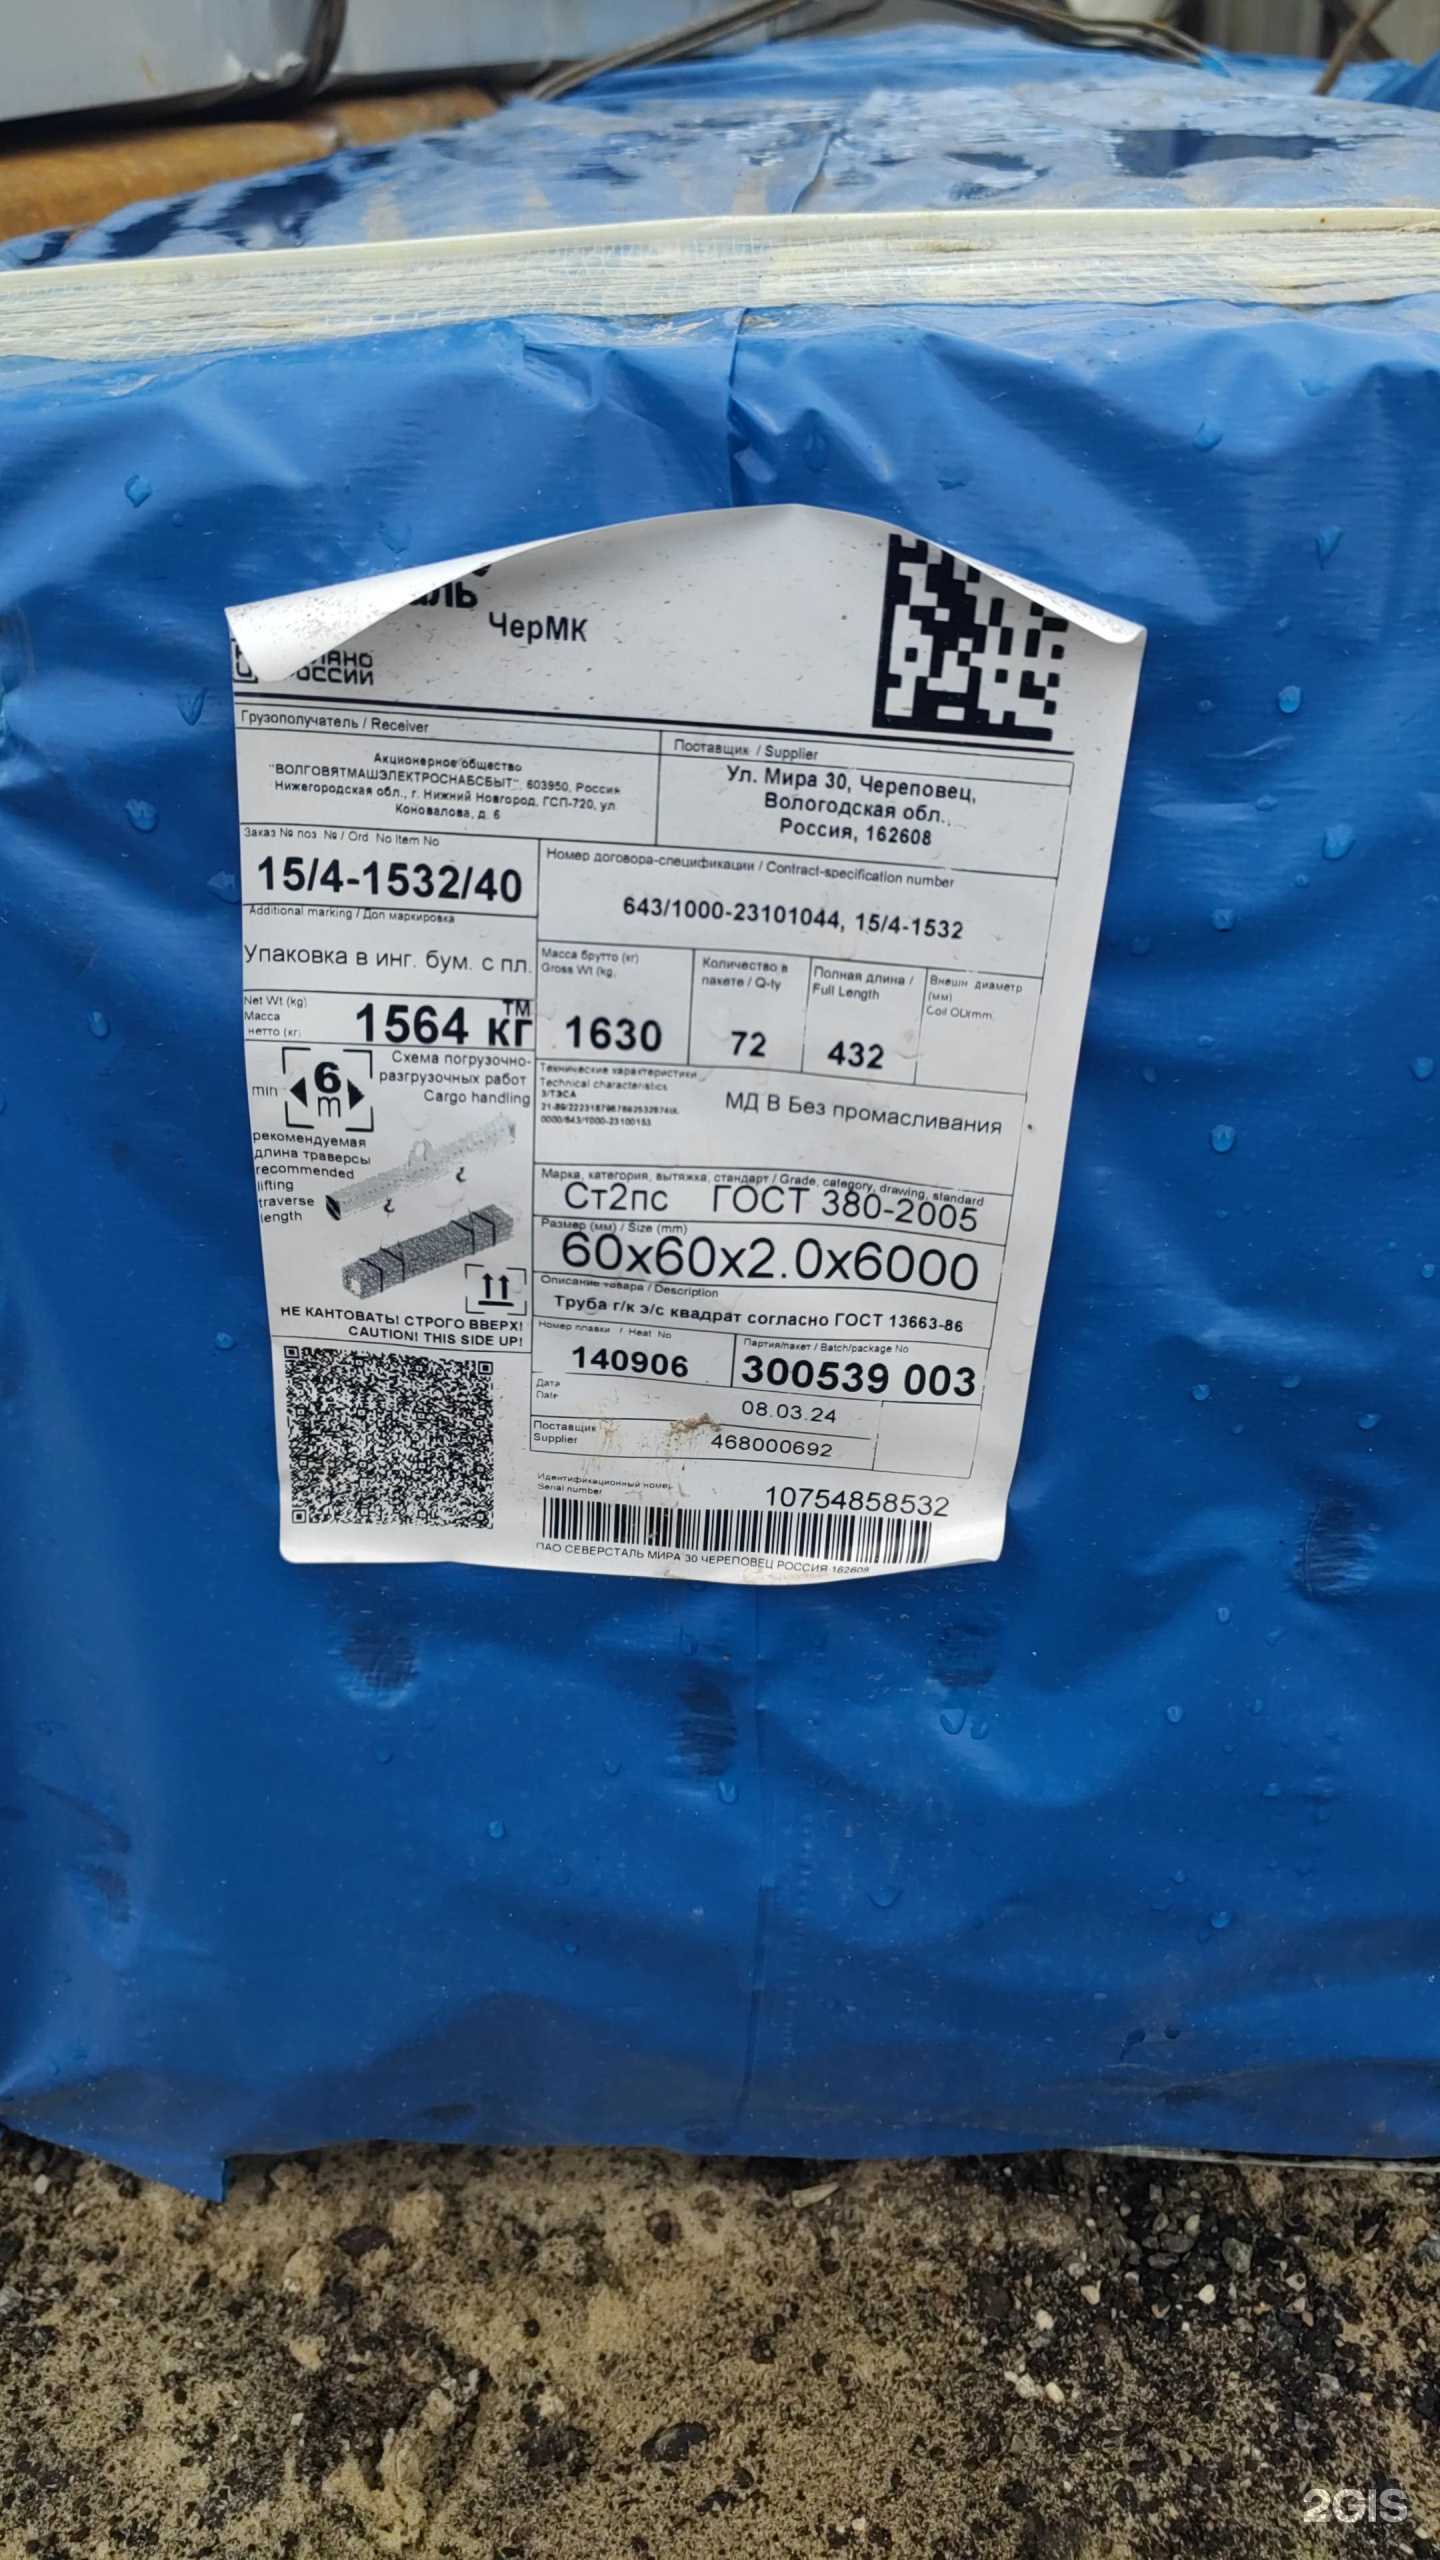 ЧерМК
РОССИИ
Грузополучатель / Receiver
Поставщик / Supplier
Акционерное общество
"ВОЛГОВЯТМАШЭЛЕКТРОСНАБСБЫТ", 603950, Россия
Нижегородская обл., г. Нижний Новгород, ГСП-720, ул
Коновалова, д. 6
Ул. Мира 30, Череповец,
Вологодская обл.,
Россия, 162608
Заказ № поз. № / Ord. No Item No
15/4-1532/40
Номер договора-спецификации / Contract-specification number
643/1000-23101044, 15/4-1532
Additional marking / Доп маркировка
Упаковка в инг. бум. с пл.
Масса брутто (кг)
Gross Wt (kg.
1630
Количество в
пакете / Q-ty
72
Полная длина /
Full Length
432
Внешн диаметр
(мм)
Coil OD/mm.
Net Wt (kg)
Масса
нетто (кг)
1564 кг
ТМ
min
6
m
Схема погрузочно-
разгрузочных работ
Cargo handling
рекомендуемая
длина траверсы
recommended
lifting
traverse
length
НЕ КАНТОВАТЬ! СТРОГО ВВЕРХ!
CAUTION! THIS SIDE UP!
Технические характеристики
Technical characteristics
МД В Без промасливания
0000/643/1000-23100153
Марка, категория, вытяжка, стандарт / Grade, category, drawing, standard
Ст2пс ГОСТ 380-2005
Размер (мм) / Size (mm)
60x60x2.0x6000
Описание товара / Description
Труба г/к э/с квадрат согласно ГОСТ 13663-86
Номер плавки / Heat No
140906
Партия/пакет / Batch/package No
300539 003
Дата
Date
08.03.24
Поставщик
Supplier
468000692
Идентификационный номер
Serial number
10754858532
ПАО СЕВЕРСТАЛЬ МИРА 30 ЧЕРЕПОВЕЦ РОССИЯ 162608
2GIS